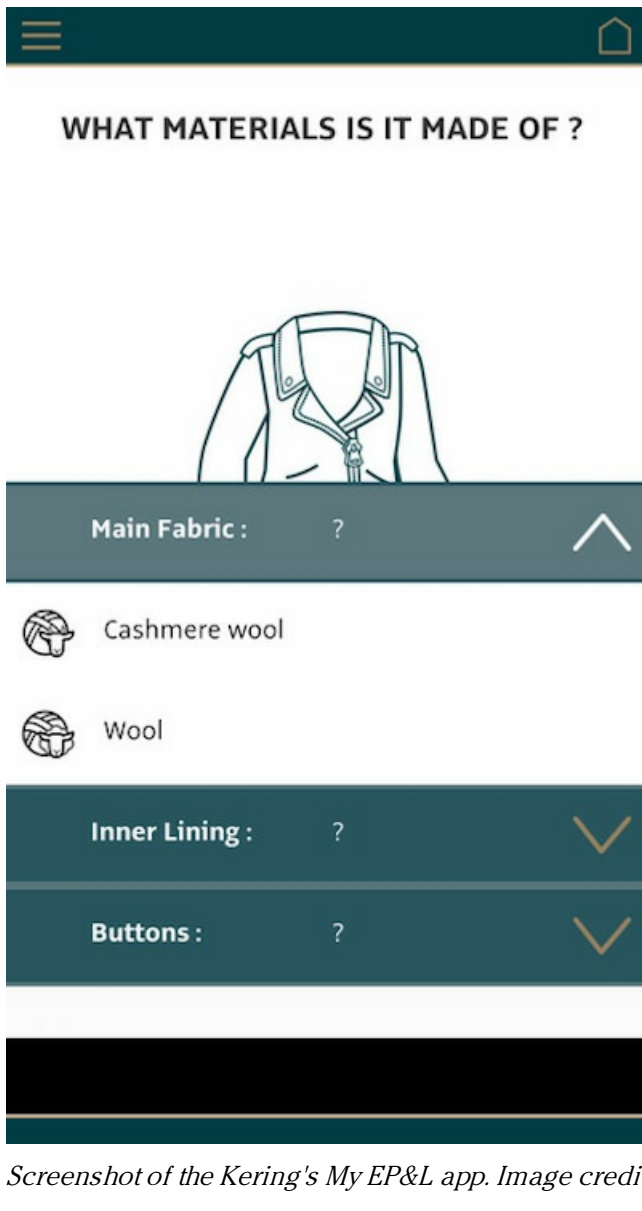 WHAT MATERIALS IS IT MADE OF ?
Main Fabric : ?
Cashmere wool
Wool
Inner Lining : ?
Buttons : ?
Screenshot of the Kering's My EP&L app. Image credi